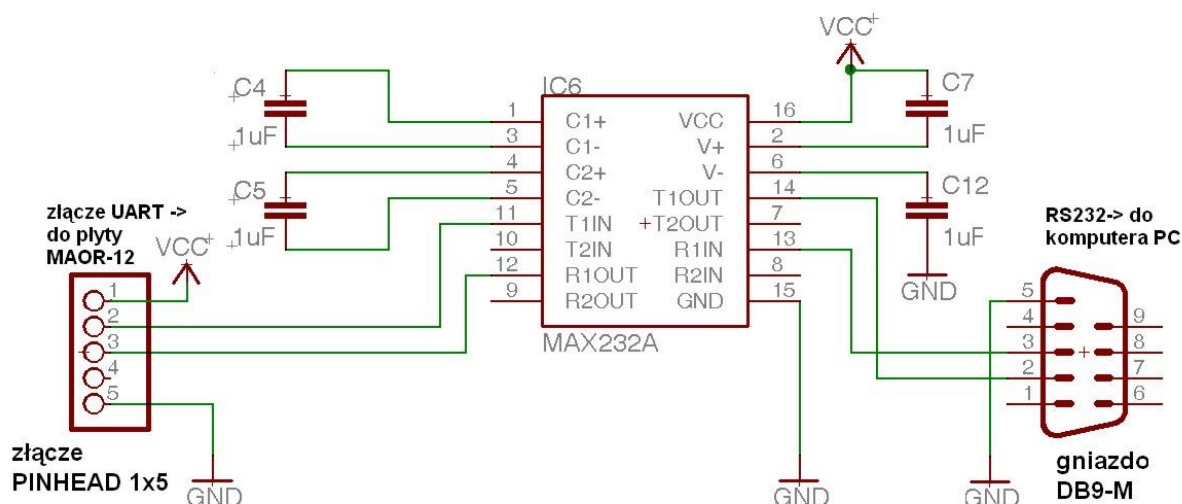 VCC+
C4
1uF
C5
1uF
IC6
1
3
4
5
11
10
12
9
C1+
C1-
C2+
C2-
T1IN
T2IN
R1OUT
R2OUT
VCC
V+
V-
T1OUT
+T2OUT
R1IN
R2IN
GND
16
2
6
14
7
13
8
15
MAX232A
C7
1uF
C12
1uF
GND
złącze UART ->
do płyty
MAOR-12
VCC+
1
2
3
4
5
złącze
PINHEAD 1x5
GND
GND
GND
RS232-> do
komputera PC
5
4
3
2
1
9
8
7
6
gniazdo
DB9-M